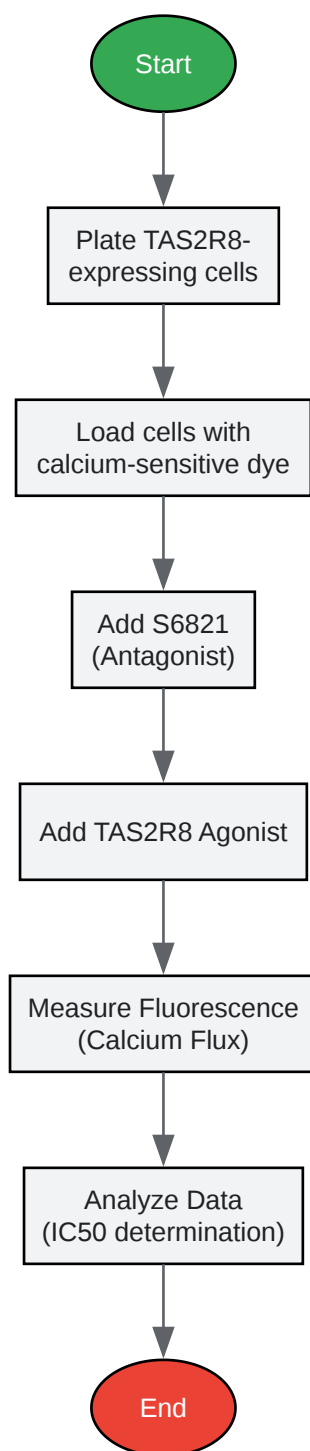 Start
Plate TAS2R8-
expressing cells
Load cells with
calcium-sensitive dye
Add S6821
(Antagonist)
Add TAS2R8 Agonist
Measure Fluorescence
(Calcium Flux)
Analyze Data
(IC50 determination)
End